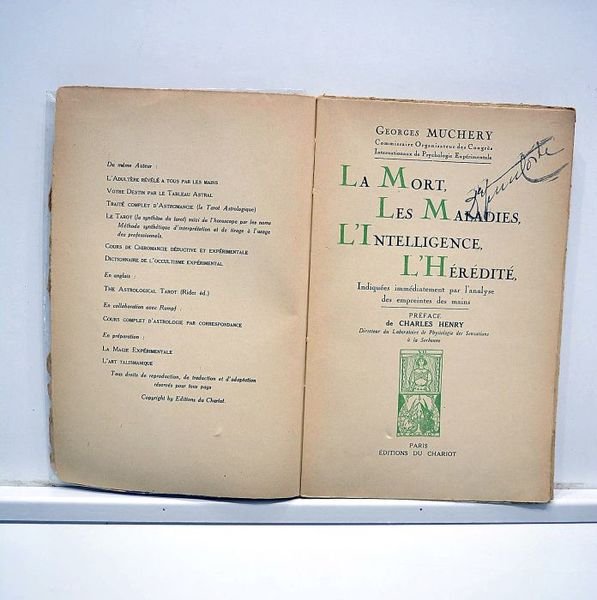 Du même Auteur :
L'ADULTÈRE RÉVÉLÉ A TOUS PAR LES MAINS
VOTRE DESTIN PAR LE TABLEAU ASTRAL
TRAITÉ COMPLET D'ASTROMANCIE (le Tarot Astrologique)
LE TAROT (la synthèse du tarot) suivi de l'horoscope par les noms
Méthode synthétique d'interprétation et de tirage à l'usage
des professionnels.
COURS DE CHIROMANCIE DÉDUCTIVE ET EXPÉRIMENTALE
DICTIONNAIRE DE L'OCCULTISME EXPÉRIMENTAL
En anglais :
THE ASTROLOGICAL TAROT (Rider éd.)
En collaboration avec Rumpf :
COURS COMPLET D'ASTROLOGIE PAR CORRESPONDANCE
En préparation :
LA MAGIE EXPÉRIMENTALE
L'ART TALISMANIQUE
Tous droits de reproduction, de traduction et d'adaptation
réservés pour tous pays
Copyright by Editions du Chariot.
GEORGES MUCHERY
Commissaire Organisateur des Congrès
Internationaux de Psychologie Expérimentale
LA MORT,
LES MALADIES,
L'INTELLIGENCE,
L'HÉRÉDITÉ,
Indiquées immédiatement par l'analyse
des empreintes des mains
PRÉFACE
de CHARLES HENRY
Directeur du Laboratoire de Physiologie des Sensations
à la Sorbonne
PARIS
ÉDITIONS DU CHARIOT